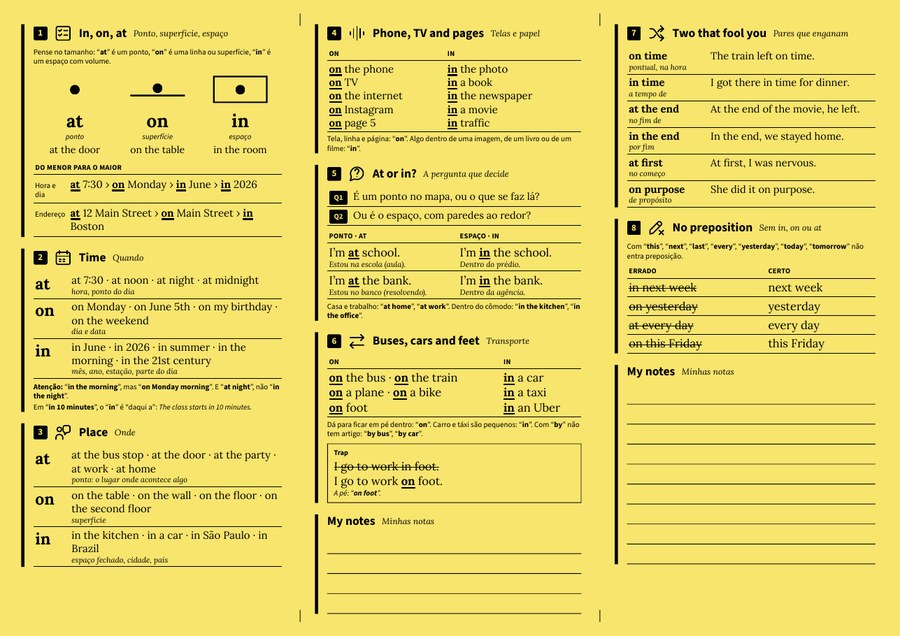 1 In, on, at Ponto, superfície, espaço
Pense no tamanho: “at” é um ponto, “on” é uma linha ou superfície, “in” é
um espaço com volume.
at on in
ponto superfície espaço
at the door on the table in the room
DO MENOR PARA O MAIOR
Hora e dia at 7:30 › on Monday › in June › in 2026
Endereço at 12 Main Street › on Main Street › in
Boston
2 Time Quando
at at 7:30 · at noon · at night · at midnight
hora, ponto do dia
on on Monday · on June 5th · on my birthday ·
on the weekend
dia e data
in in June · in 2026 · in summer · in the
morning · in the 21st century
mês, ano, estação, parte do dia
Atenção: “in the morning”, mas “on Monday morning”. E “at night”, não “in
the night”.
Em “in 10 minutes”, o “in” é “daqui a”: The class starts in 10 minutes.
3 Place Onde
at at the bus stop · at the door · at the party ·
at work · at home
ponto: o lugar onde acontece algo
on on the table · on the wall · on the floor · on
the second floor
superfície
in in the kitchen · in a car · in São Paulo · in
Brazil
espaço fechado, cidade, país
4 Phone, TV and pages Telas e papel
ON IN
on the phone in the photo
on TV in a book
on the internet in the newspaper
on Instagram in a movie
on page 5 in traffic
Tela, linha e página: “on”. Algo dentro de uma imagem, de um livro ou de um
filme: “in”.
5 At or in? A pergunta que decide
Q1 É um ponto no mapa, ou o que se faz lá?
Q2 Ou é o espaço, com paredes ao redor?
PONTO · AT ESPAÇO · IN
I’m at school. I’m in the school.
Estou na escola (aula). Dentro do prédio.
I’m at the bank. I’m in the bank.
Estou no banco (resolvendo). Dentro da agência.
Casa e trabalho: “at home”, “at work”. Dentro do cômodo: “in the kitchen”, “in
the office”.
6 Buses, cars and feet Transporte
ON IN
on the bus · on the train in a car
on a plane · on a bike in a taxi
on foot in an Uber
Dá para ficar em pé dentro: “on”. Carro e táxi são pequenos: “in”. Com “by” não
tem artigo: “by bus”, “by car”.
Trap
I go to work in foot.
I go to work on foot.
A pé: “on foot”.
My notes Minhas notas
7 Two that fool you Pares que enganam
on time The train left on time.
pontual, na hora
in time I got there in time for dinner.
a tempo de
at the end At the end of the movie, he left.
no fim de
in the end In the end, we stayed home.
por fim
at first At first, I was nervous.
no começo
on purpose She did it on purpose.
de propósito
8 No preposition Sem in, on ou at
Com “this”, “next”, “last”, “every”, “yesterday”, “today”, “tomorrow” não
entra preposição.
ERRADO CERTO
in next week next week
on yesterday yesterday
at every day every day
on this Friday this Friday
My notes Minhas notas